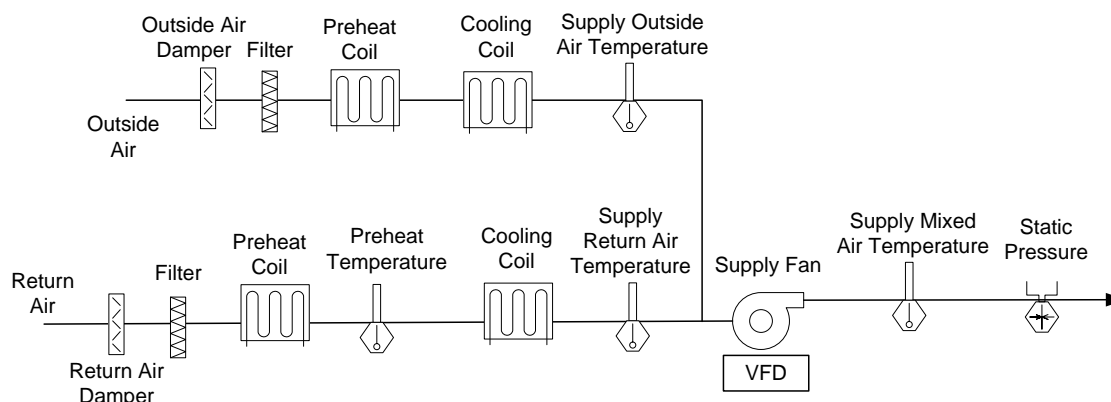 Outside Air
Damper
Filter
Preheat
Coil
Cooling
Coil
Supply Outside
Air Temperature
Outside
Air
Return
Air
Filter
Preheat
Coil
Preheat
Temperature
Cooling
Coil
Supply
Return Air
Temperature
Supply Fan
Supply Mixed
Air Temperature
Static
Pressure
Return Air
Damper
VFD